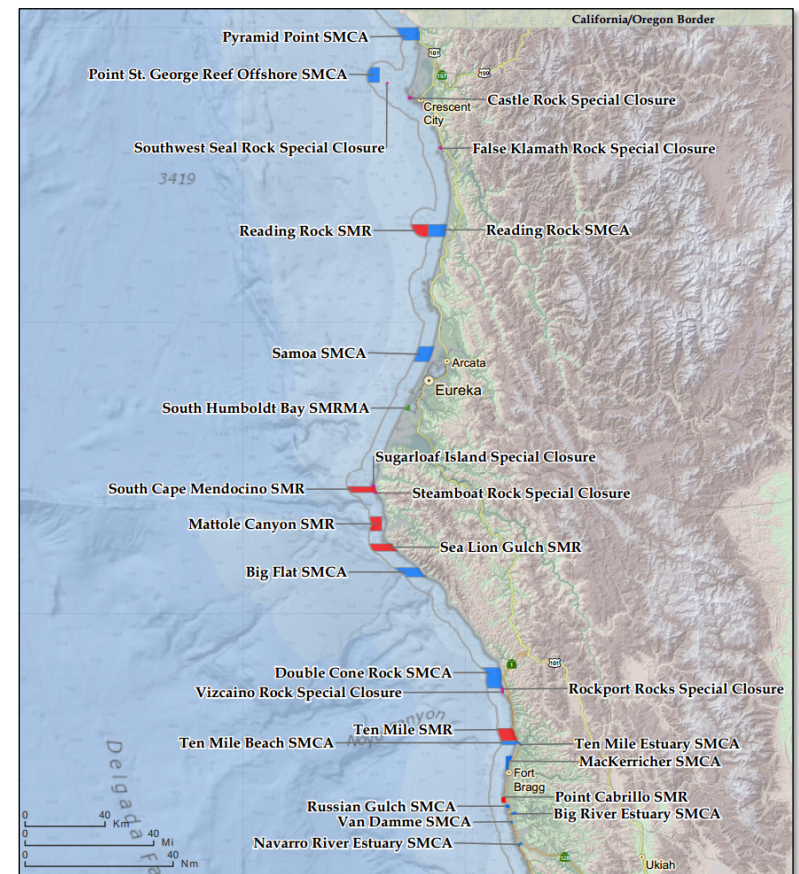 California/Oregon Border
Pyramid Point SMCA
101
199
197
Point St. George Reef Offshore SMCA
Castle Rock Special Closure
Crescent
City
Southwest Seal Rock Special Closure
False Klamath Rock Special Closure
3419
Reading Rock SMR
Reading Rock SMCA
Samoa SMCA
Arcata
Eureka
South Humboldt Bay SMRMA
Sugarloaf Island Special Closure
South Cape Mendocino SMR
Steamboat Rock Special Closure
Mattole Canyon SMR
Sea Lion Gulch SMR
Big Flat SMCA
1
101
Double Cone Rock SMCA
Vizcaino Rock Special Closure
Rockport Rocks Special Closure
Ten Mile SMR
Noyo Canyon
Ten Mile Beach SMCA
Ten Mile Estuary SMCA
MacKerricher SMCA
Fort
Bragg
Delgada Fa
Point Cabrillo SMR
Russian Gulch SMCA
Big River Estuary SMCA
Van Damme SMCA
Navarro River Estuary SMCA
0 40 Km
0 40 Mi
0 40 Nm
128
Ukiah